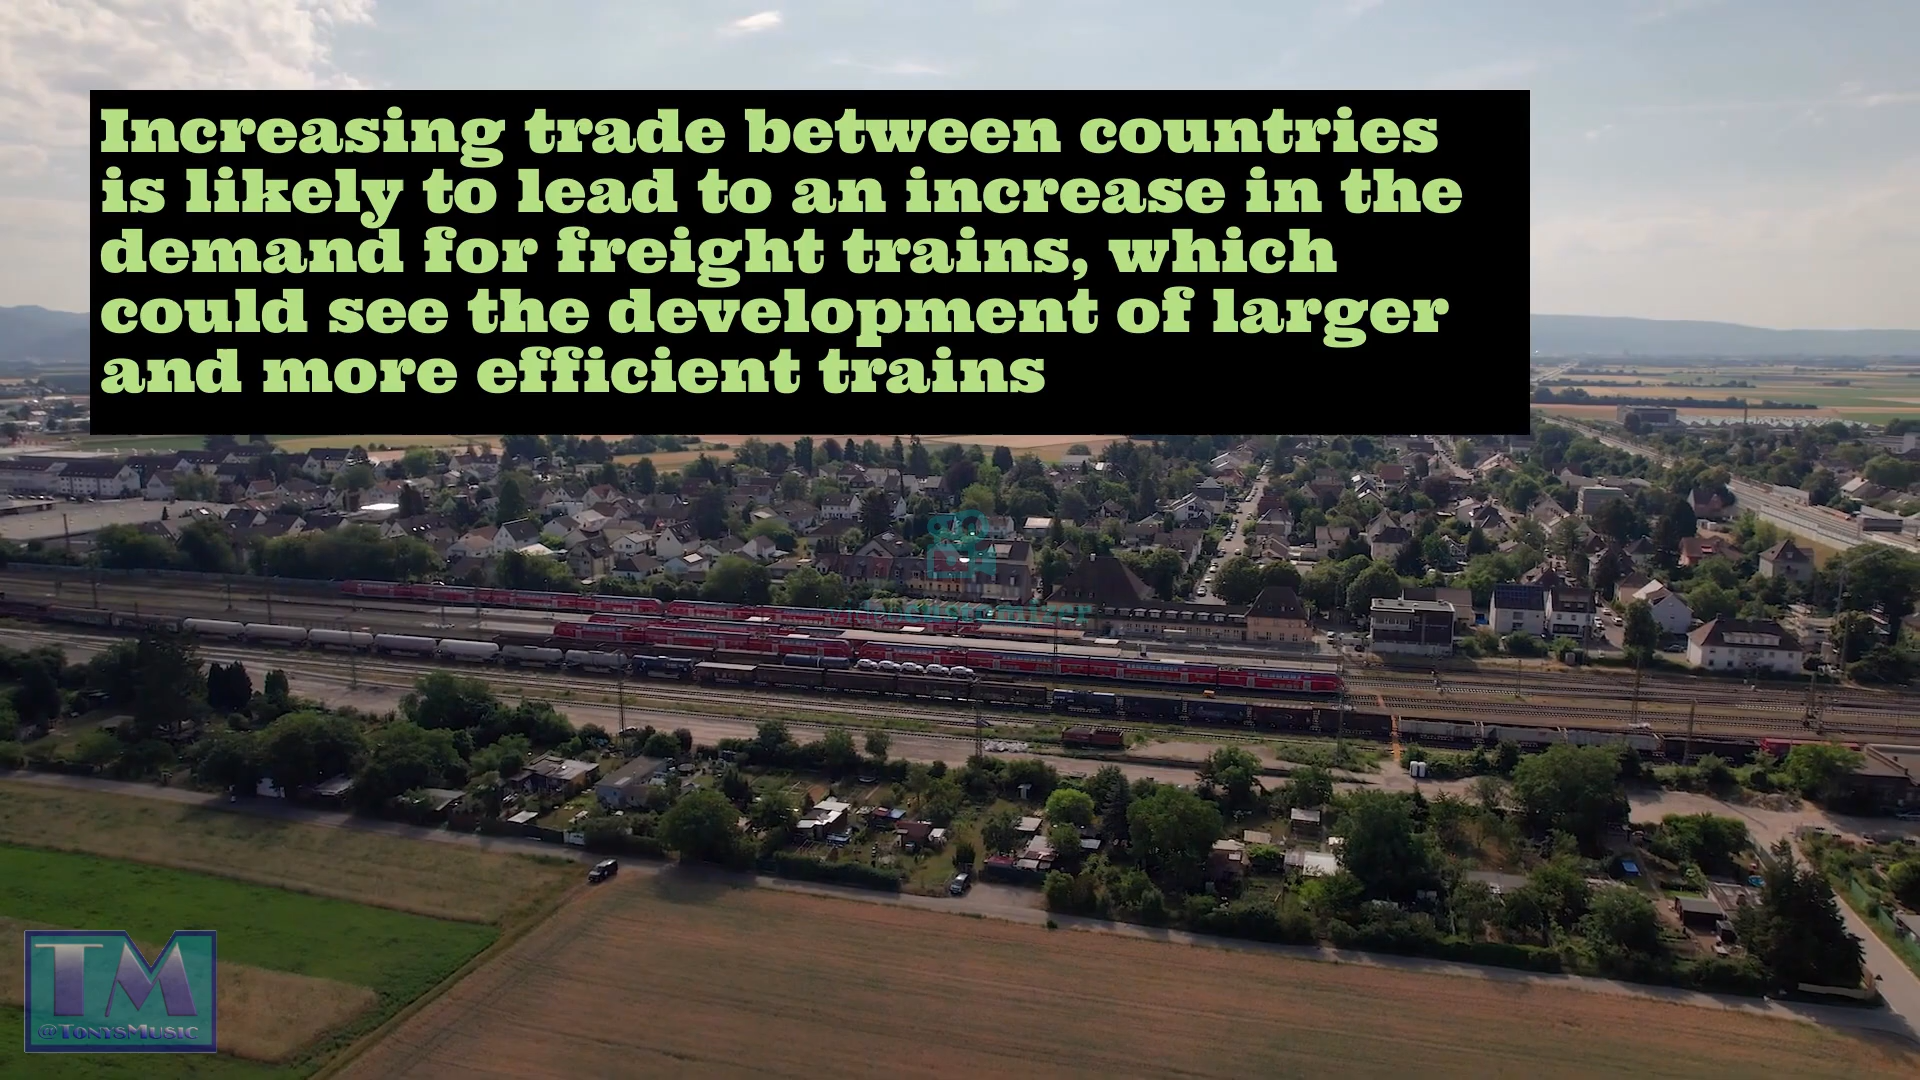 Increasing trade between countries
is likely to lead to an increase in the
demand for freight trains, which
could see the development of larger
and more efficient trains
videocustomizer
TM
@TonysMusic